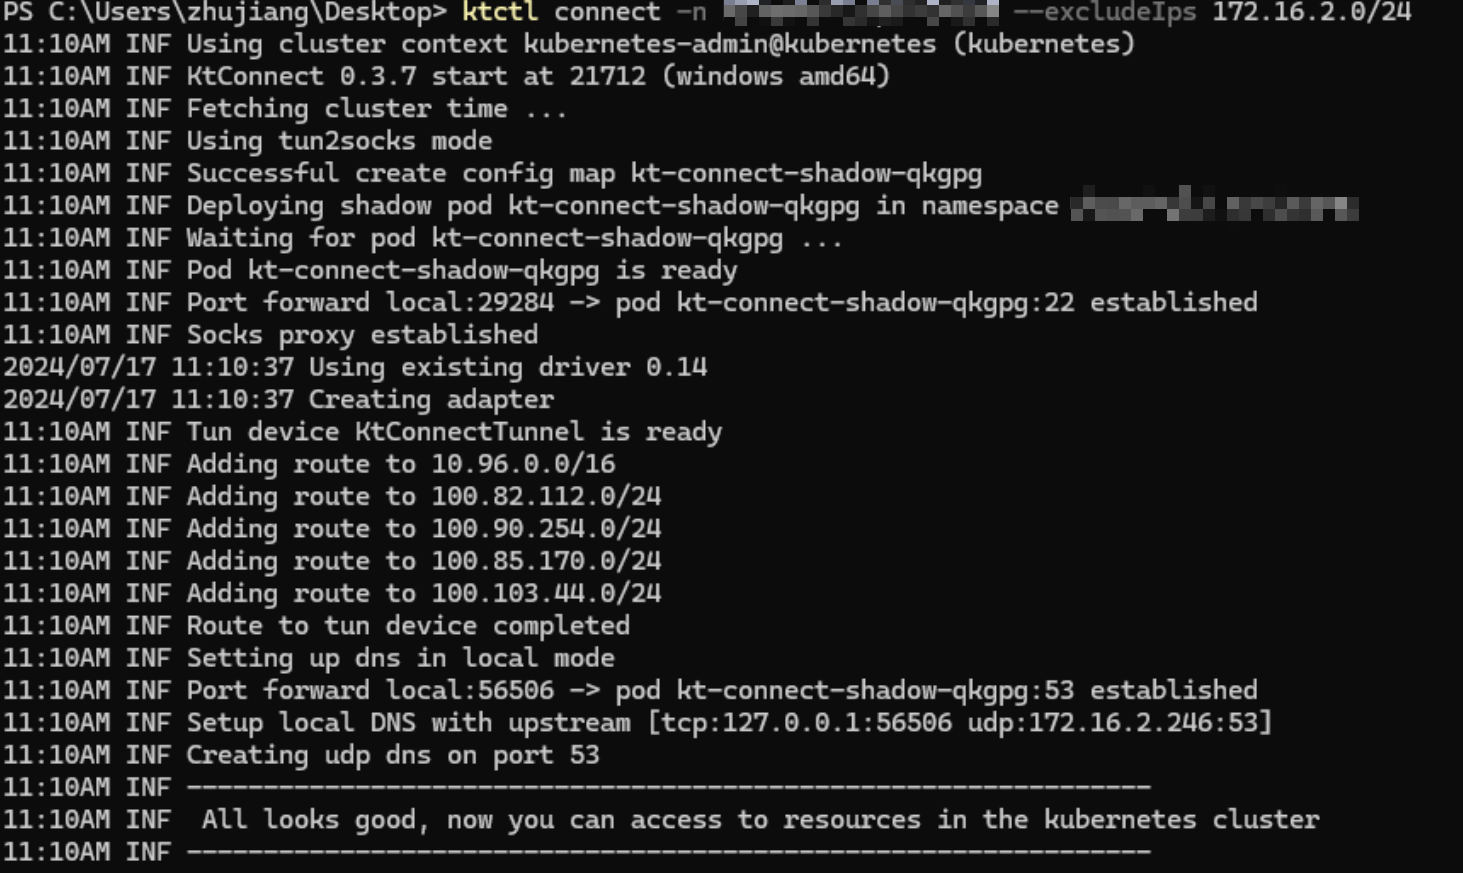 PS C:\Users\zhujiang\Desktop> ktctl connect -n --excludeIps 172.16.2.0/24
11:10AM INF Using cluster context kubernetes-admin@kubernetes (kubernetes)
11:10AM INF KtConnect 0.3.7 start at 21712 (windows amd64)
11:10AM INF Fetching cluster time ...
11:10AM INF Using tun2socks mode
11:10AM INF Successful create config map kt-connect-shadow-qkgpg
11:10AM INF Deploying shadow pod kt-connect-shadow-qkgpg in namespace
11:10AM INF Waiting for pod kt-connect-shadow-qkgpg ...
11:10AM INF Pod kt-connect-shadow-qkgpg is ready
11:10AM INF Port forward local:29284 -> pod kt-connect-shadow-qkgpg:22 established
11:10AM INF Socks proxy established
2024/07/17 11:10:37 Using existing driver 0.14
2024/07/17 11:10:37 Creating adapter
11:10AM INF Tun device KtConnectTunnel is ready
11:10AM INF Adding route to 10.96.0.0/16
11:10AM INF Adding route to 100.82.112.0/24
11:10AM INF Adding route to 100.90.254.0/24
11:10AM INF Adding route to 100.85.170.0/24
11:10AM INF Adding route to 100.103.44.0/24
11:10AM INF Route to tun device completed
11:10AM INF Setting up dns in local mode
11:10AM INF Port forward local:56506 -> pod kt-connect-shadow-qkgpg:53 established
11:10AM INF Setup local DNS with upstream [tcp:127.0.0.1:56506 udp:172.16.2.246:53]
11:10AM INF Creating udp dns on port 53
11:10AM INF ---------------------------------------------------------------
11:10AM INF  All looks good, now you can access to resources in the kubernetes cluster
11:10AM INF ---------------------------------------------------------------